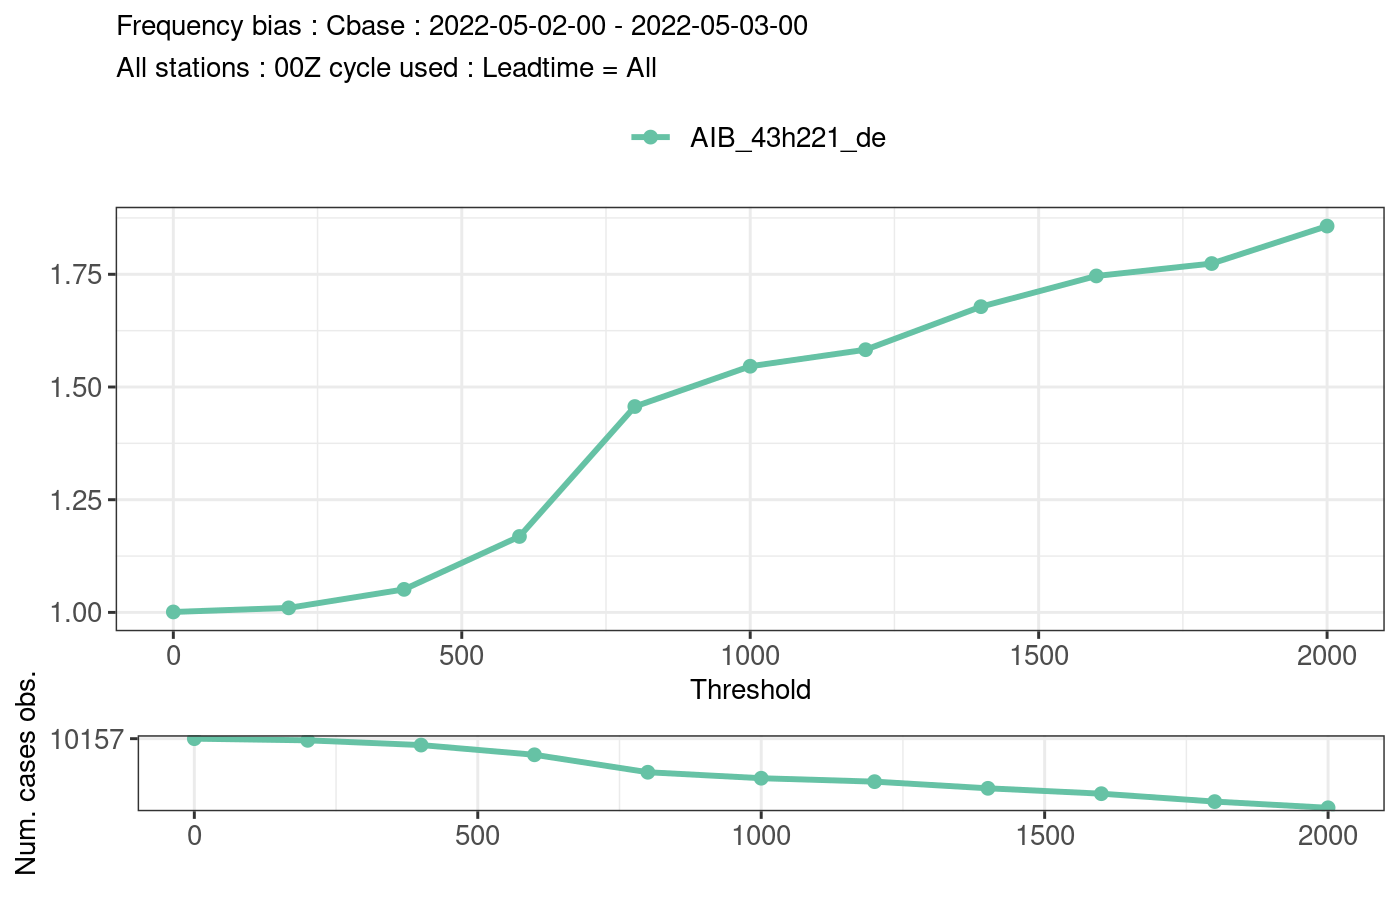 Frequency bias : Cbase : 2022-05-02-00 - 2022-05-03-00
All stations : 00Z cycle used : Leadtime = All
AIB_43h221_de
1.75
1.50
1.25
1.00
0 500 1000 1500 2000
Threshold
Num. cases obs.
10157
0 500 1000 1500 2000